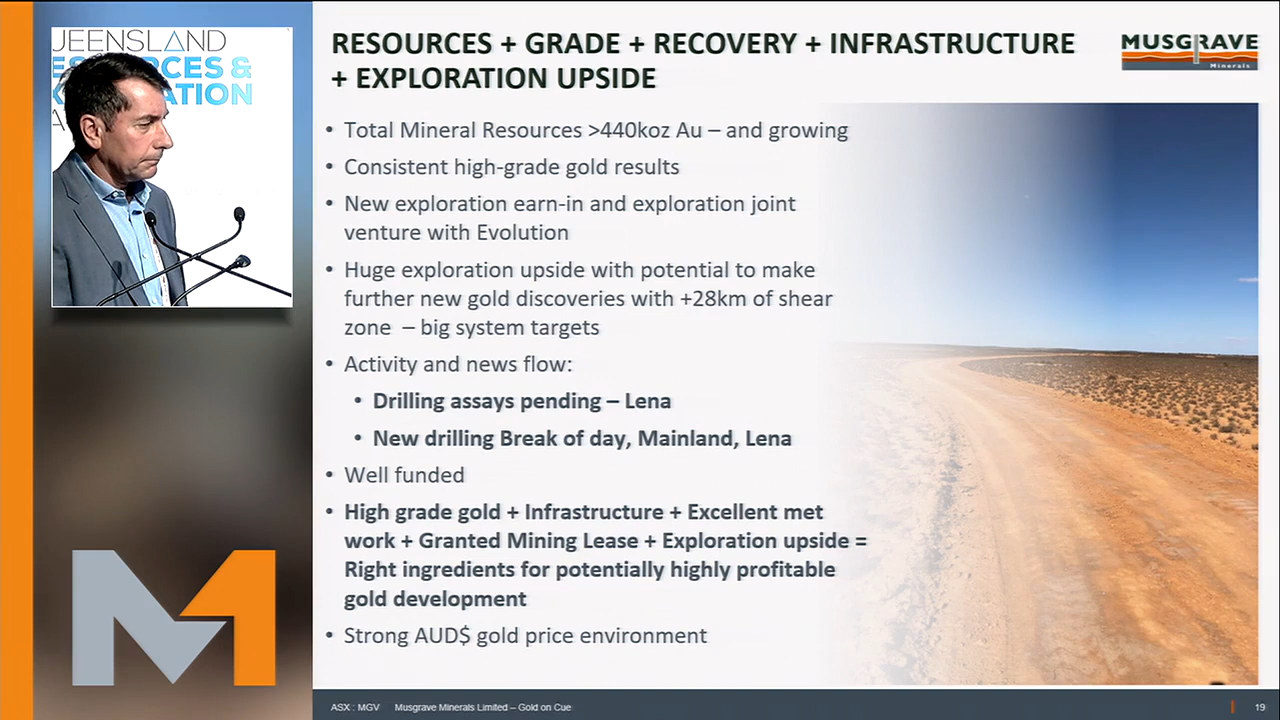 UEENSLAND
RCES &
ATION
RESOURCES + GRADE + RECOVERY + INFRASTRUCTURE
+ EXPLORATION UPSIDE
MUSGRAVE
Minerals
• Total Mineral Resources >440koz Au – and growing
• Consistent high-grade gold results
• New exploration earn-in and exploration joint
venture with Evolution
• Huge exploration upside with potential to make
further new gold discoveries with +28km of shear
zone – big system targets
• Activity and news flow:
• Drilling assays pending – Lena
• New drilling Break of day, Mainland, Lena
• Well funded
• High grade gold + Infrastructure + Excellent met
work + Granted Mining Lease + Exploration upside =
Right ingredients for potentially highly profitable
gold development
• Strong AUD$ gold price environment
M1
ASX : MGV Musgrave Minerals Limited – Gold on Cue
19